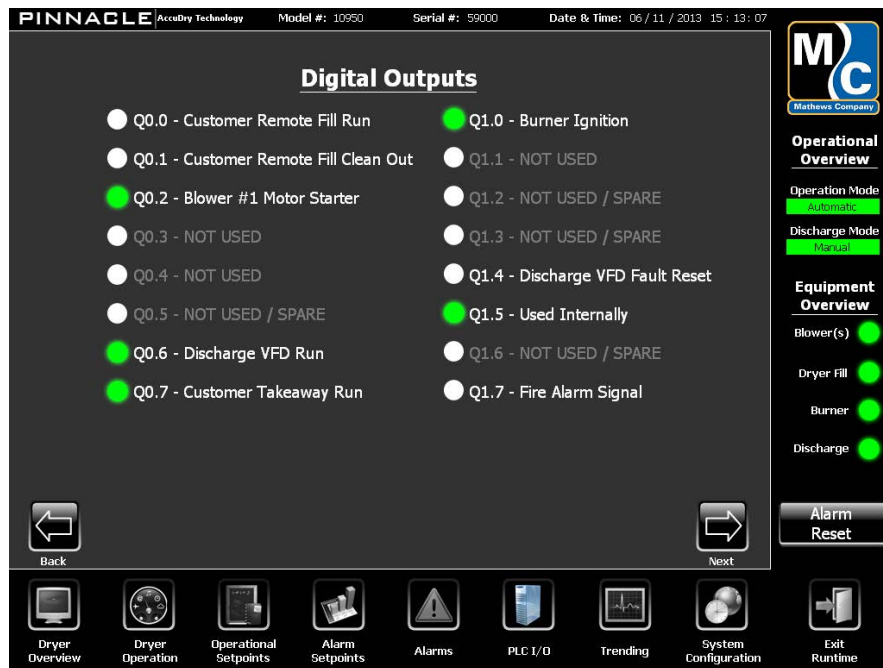 PINNACLE AccuDry Technology Model #: 10950 Serial #: 59000 Date & Time: 06 / 11 / 2013 15 : 13 : 07
Digital Outputs
Q0.0 - Customer Remote Fill Run
Q0.1 - Customer Remote Fill Clean Out
Q0.2 - Blower #1 Motor Starter
Q0.3 - NOT USED
Q0.4 - NOT USED
Q0.5 - NOT USED / SPARE
Q0.6 - Discharge VFD Run
Q0.7 - Customer Takeaway Run
Q1.0 - Burner Ignition
Q1.1 - NOT USED
Q1.2 - NOT USED / SPARE
Q1.3 - NOT USED / SPARE
Q1.4 - Discharge VFD Fault Reset
Q1.5 - Used Internally
Q1.6 - NOT USED / SPARE
Q1.7 - Fire Alarm Signal
Back
Next
MC
Mathews Company
Operational
Overview
Operation Mode
Automatic
Discharge Mode
Manual
Equipment
Overview
Blower(s)
Dryer Fill
Burner
Discharge
Alarm
Reset
Dryer
Overview
Dryer
Operation
Operational
Setpoints
Alarm
Setpoints
Alarms
PLC I/O
Trending
System
Configuration
Exit
Runtime